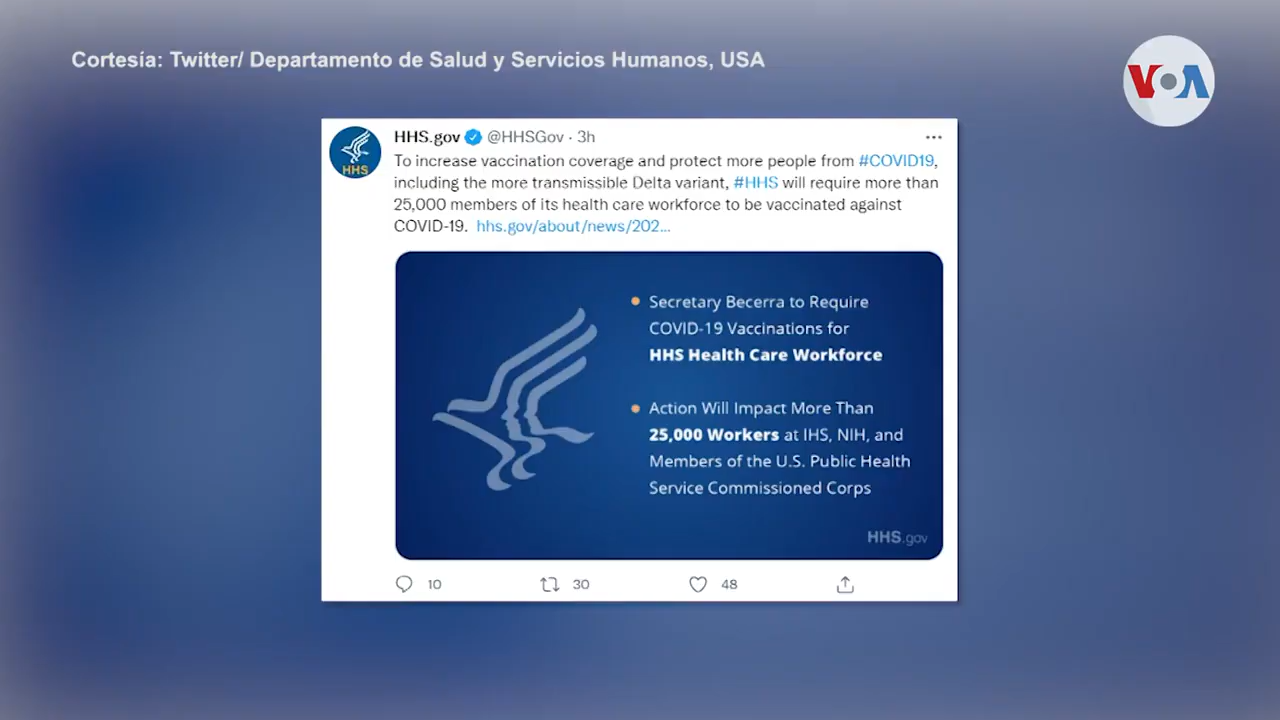 Cortesía: Twitter/ Departamento de Salud y Servicios Humanos, USA
VOA
HHS.gov @HHSGov · 3h
HHS
To increase vaccination coverage and protect more people from #COVID19,
including the more transmissible Delta variant, #HHS will require more than
25,000 members of its health care workforce to be vaccinated against
COVID-19. hhs.gov/about/news/202...
Secretary Becerra to Require
COVID-19 Vaccinations for
HHS Health Care Workforce
Action Will Impact More Than
25,000 Workers at IHS, NIH, and
Members of the U.S. Public Health
Service Commissioned Corps
HHS.gov
10 30 48